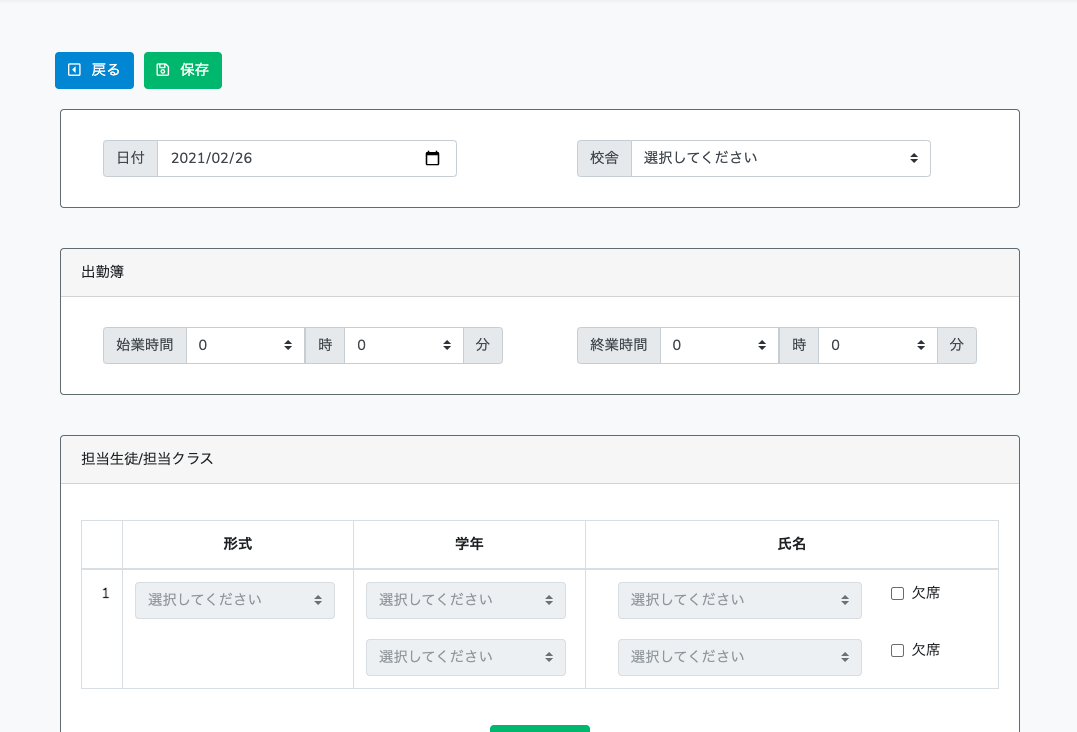 戻る 保存
日付 2021/02/26 校舎 選択してください
出勤簿
始業時間 0 時 0 分 終業時間 0 時 0 分
担当生徒/担当クラス
形式 学年 氏名
1 選択してください 選択してください 選択してください 欠席
選択してください 選択してください 欠席